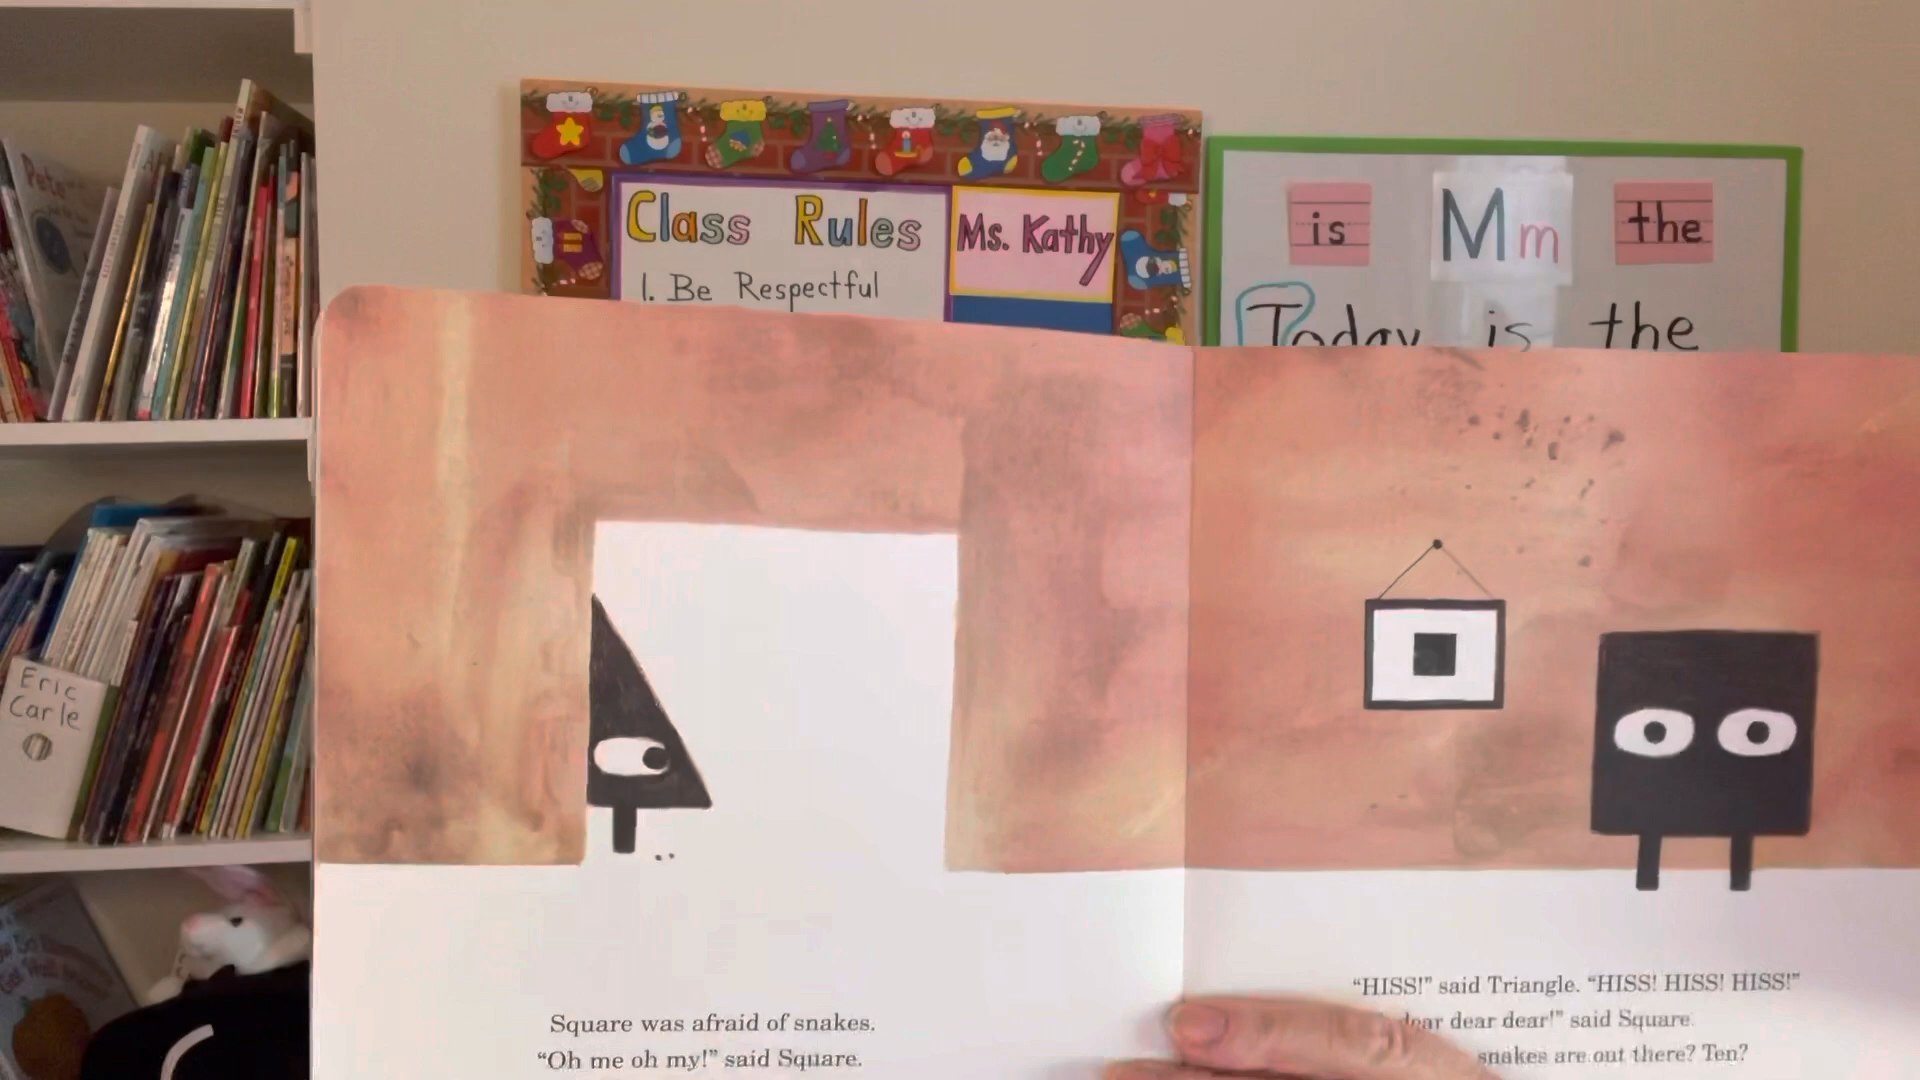 Class Rules
1. Be Respectful
Ms. Kathy
is Mm the
Today is the
Pete
Eric
Carle
Square was afraid of snakes.
“Oh me oh my!” said Square.
“HISS!” said Triangle. “HISS! HISS! HISS!”
dear dear dear!” said Square.
snakes are out there? Ten?